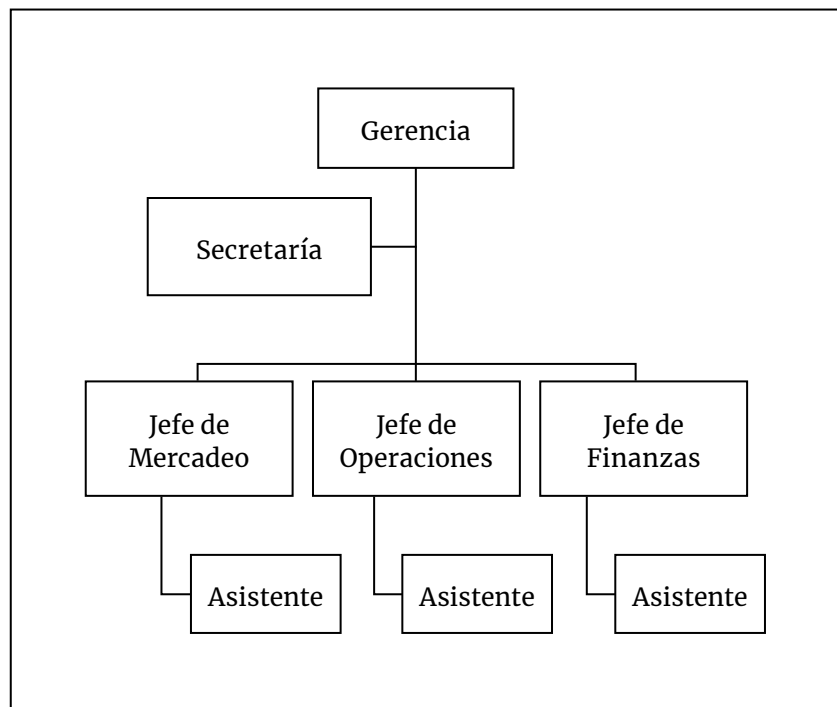 Gerencia
Secretaría
Jefe de
Mercadeo
Jefe de
Operaciones
Jefe de
Finanzas
Asistente
Asistente
Asistente